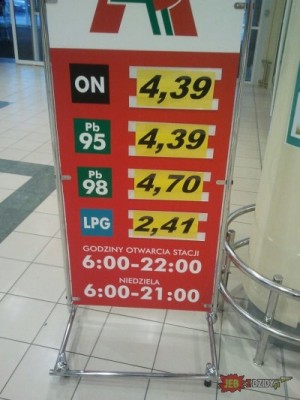 ON 4,39
Pb 95 4,39
Pb 98 4,70
LPG 2,41
GODZINY OTWARCIA STACJI
6:00-22:00
NIEDZIELA
6:00-21:00